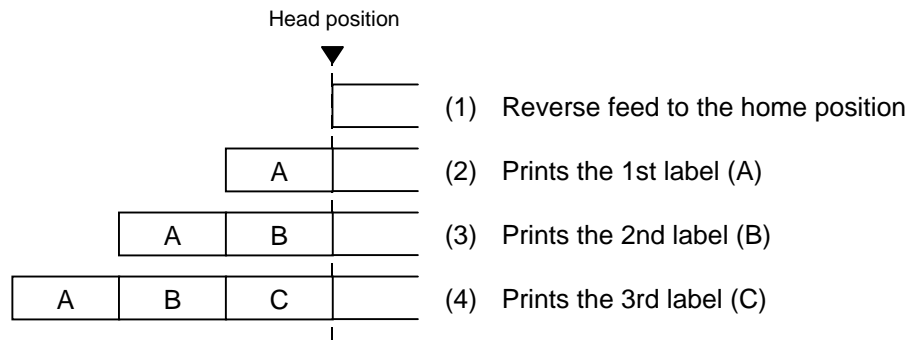 Head position
(1) Reverse feed to the home position
A (2) Prints the 1st label (A)
A B (3) Prints the 2nd label (B)
A B C (4) Prints the 3rd label (C)